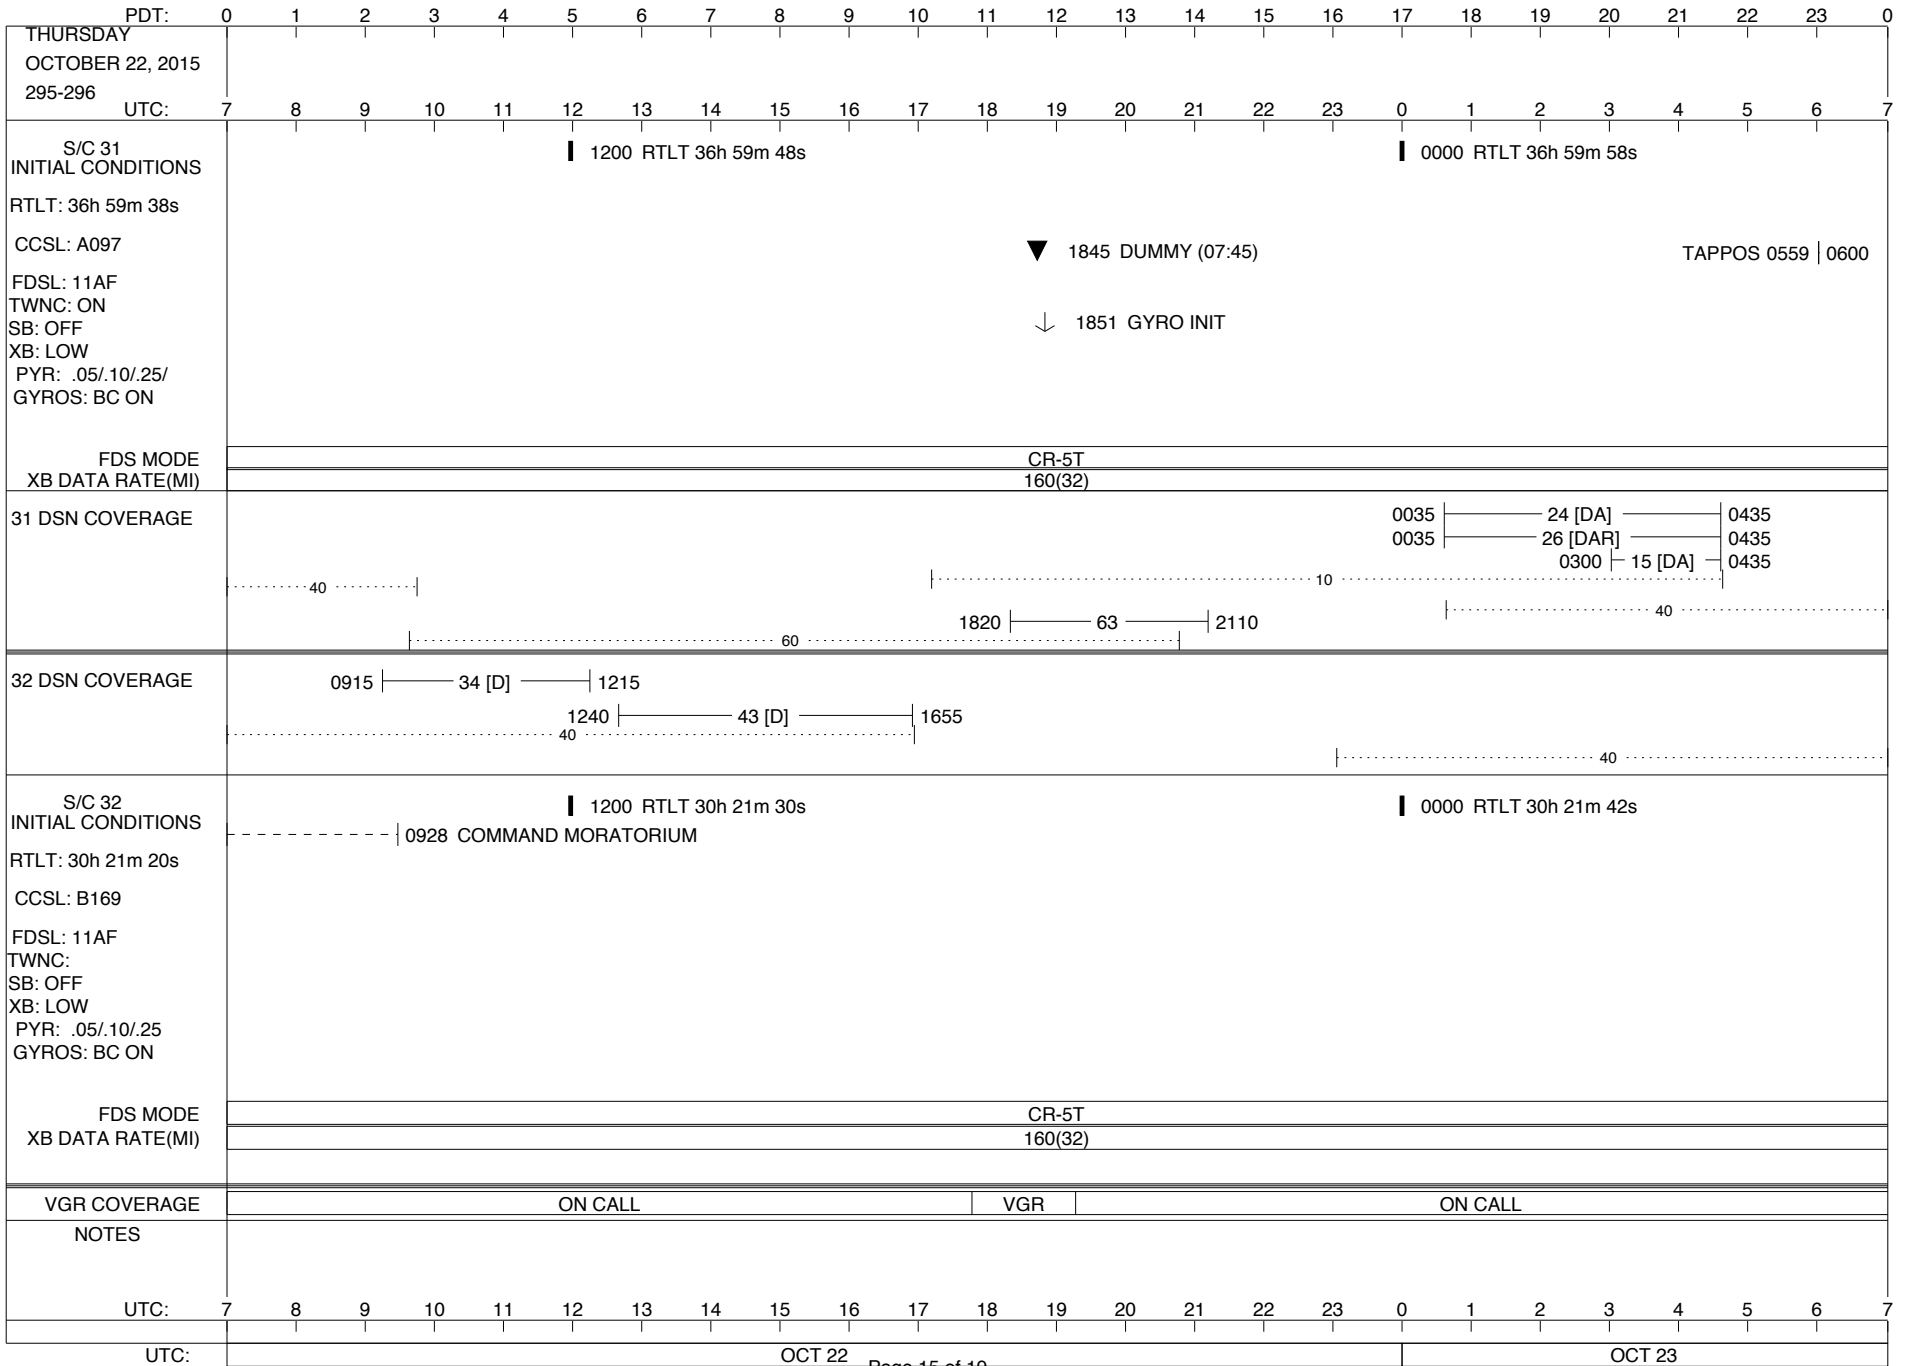 PDT: 0 1 2 3 4 5 6 7 8 9 10 11 12 13 14 15 16 17 18 19 20 21 22 23 0
THURSDAY
OCTOBER 22, 2015
295-296
UTC: 7 8 9 10 11 12 13 14 15 16 17 18 19 20 21 22 23 0 1 2 3 4 5 6 7
S/C 31
INITIAL CONDITIONS
1200 RTLT 36h 59m 48s
0000 RTLT 36h 59m 58s
RTLT: 36h 59m 38s
CCSL: A097
1845 DUMMY (07:45)
TAPPOS 0559 0600
FDSL: 11AF
TWNC: ON
SB: OFF
1851 GYRO INIT
XB: LOW
PYR: .05/.10/.25/
GYROS: BC ON
FDS MODE CR-5T
XB DATA RATE(MI) 160(32)
31 DSN COVERAGE
0035 24 [DA] 0435
0035 26 [DAR] 0435
0300 15 [DA] 0435
40 10
40
1820 63 2110
60
32 DSN COVERAGE
0915 34 [D] 1215
1240 43 [D] 1655
40
40
S/C 32
INITIAL CONDITIONS
1200 RTLT 30h 21m 30s
0000 RTLT 30h 21m 42s
0928 COMMAND MORATORIUM
RTLT: 30h 21m 20s
CCSL: B169
FDSL: 11AF
TWNC:
SB: OFF
XB: LOW
PYR: .05/.10/.25
GYROS: BC ON
FDS MODE CR-5T
XB DATA RATE(MI) 160(32)
VGR COVERAGE ON CALL VGR ON CALL
NOTES
UTC: 7 8 9 10 11 12 13 14 15 16 17 18 19 20 21 22 23 0 1 2 3 4 5 6 7
UTC: OCT 22 OCT 23
Page 15 of 19